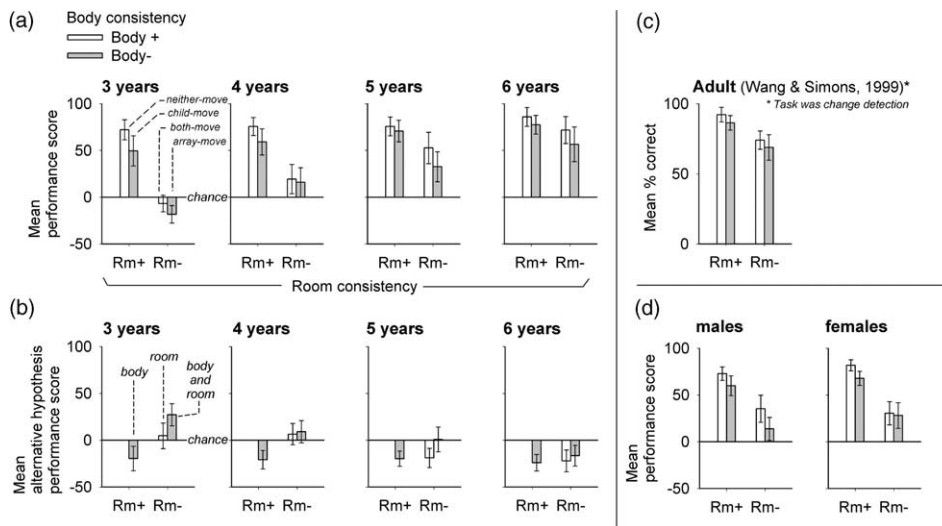 (a)
Body consistency
Body +
Body-
3 years
4 years
5 years
6 years
Mean
performance score
100
50
0
-50
neither-move
child-move
both-move
array-move
chance
Rm+ Rm-
Rm+ Rm-
Rm+ Rm-
Rm+ Rm-
Room consistency
(b)
3 years
4 years
5 years
6 years
Mean
alternative hypothesis
performance score
100
50
0
-50
body
room
body
and
room
chance
Rm+ Rm-
Rm+ Rm-
Rm+ Rm-
Rm+ Rm-
(c)
Adult (Wang & Simons, 1999)*
* Task was change detection
Mean % correct
100
50
0
Rm+ Rm-
(d)
males
females
Mean
performance score
100
50
0
-50
Rm+ Rm-
Rm+ Rm-